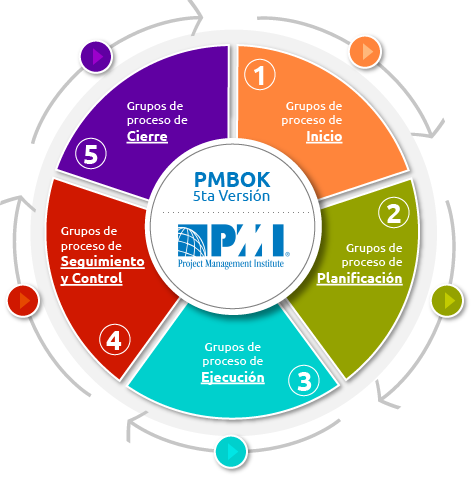 PMBOK
5ta Versión
PMI
®
Project Management Institute
1
Grupos de
proceso de
Inicio
2
Grupos de
proceso de
Planificación
3
Grupos de
proceso de
Ejecución
4
Grupos de
proceso de
Seguimiento
y Control
5
Grupos de
proceso de
Cierre